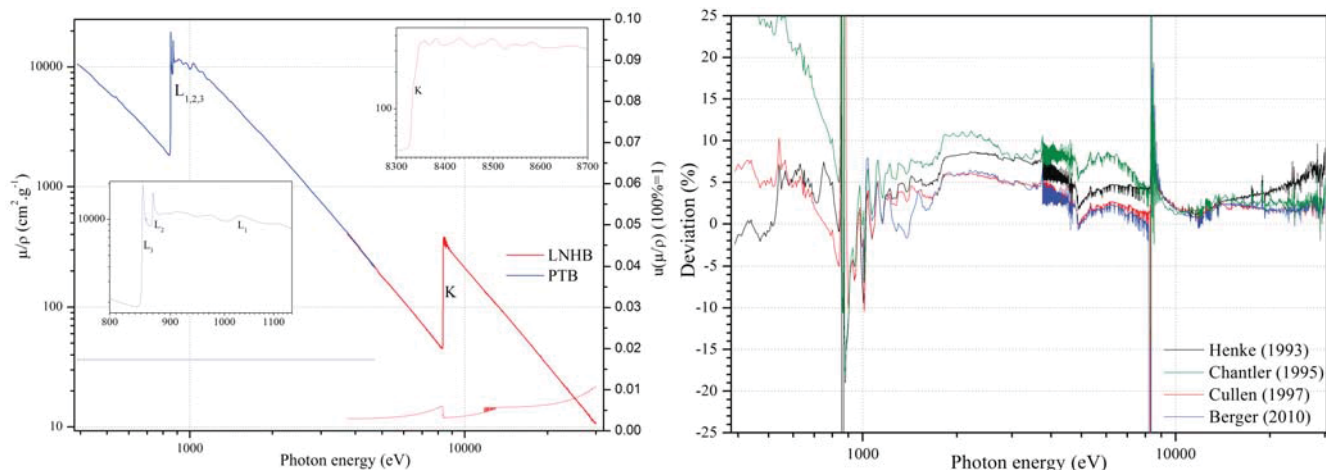 10000
1000
100
10
μ/ρ (cm².g⁻¹)
L₁,₂,₃
K
LNHB
PTB
10000
L₃
L₂
L₁
800
900
1000
1100
100
K
8300
8400
8500
8600
8700
1000
10000
Photon energy (eV)
0.10
0.09
0.08
0.07
0.06
0.05
0.04
0.03
0.02
0.01
0.00
u(μ/ρ) (100%=1)
25
20
15
10
5
0
-5
-10
-15
-20
-25
Deviation (%)
Henke (1993)
Chantler (1995)
Cullen (1997)
Berger (2010)
1000
10000
Photon energy (eV)